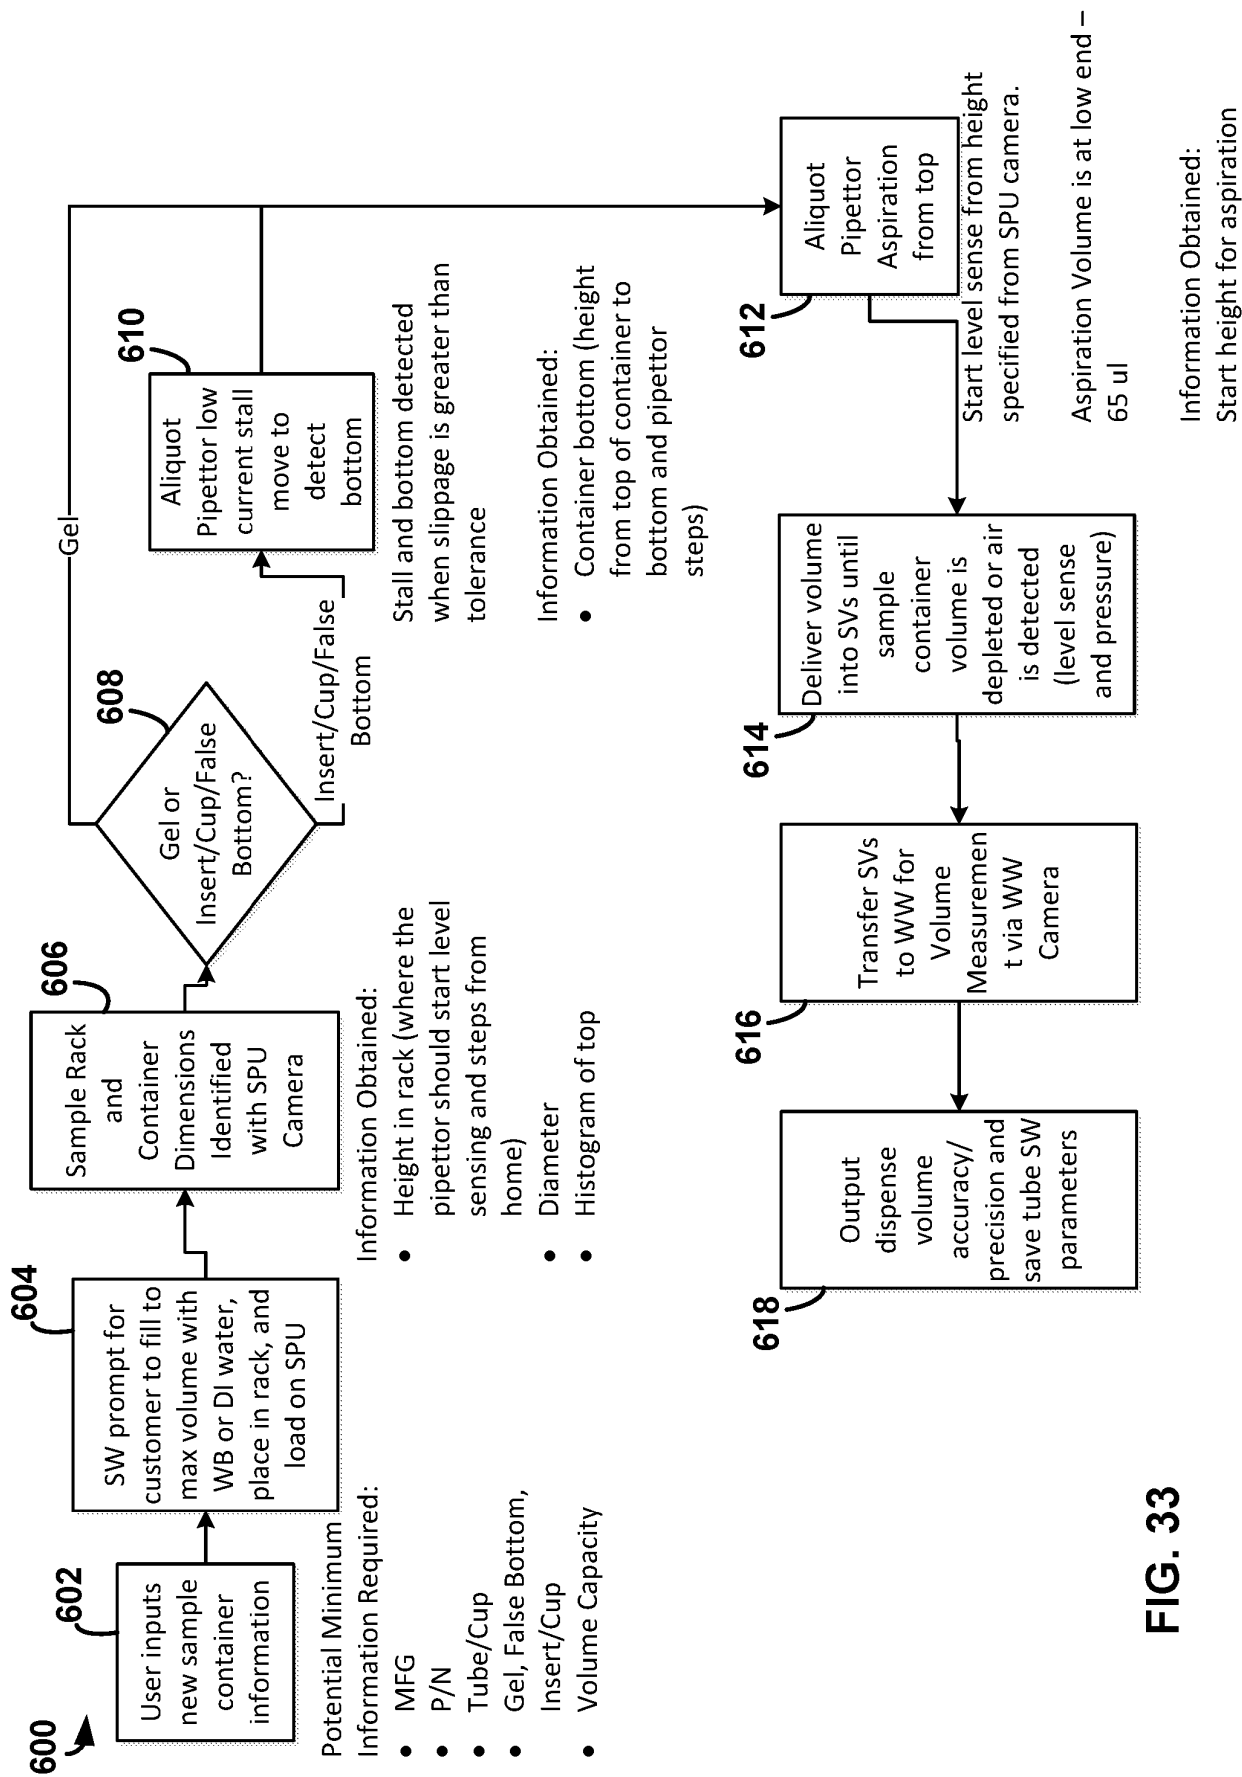 600
602
User inputs
new sample
container
information
Potential Minimum
Information Required:
• MFG
• P/N
• Tube/Cup
• Gel, False Bottom,
Insert/Cup
• Volume Capacity
604
SW prompt for
customer to fill to
max volume with
WB or DI water,
place in rack, and
load on SPU
606
Sample Rack
and
Container
Dimensions
Identified
with SPU
Camera
Information Obtained:
• Height in rack (where the
pipettor should start level
sensing and steps from
home)
• Diameter
• Histogram of top
608
Gel or
Insert/Cup/False
Bottom?
Gel
Insert/Cup/False
Bottom
610
Aliquot
Pipettor low
current stall
move to
detect
bottom
Stall and bottom detected
when slippage is greater than
tolerance
Information Obtained:
• Container bottom (height
from top of container to
bottom and pipettor
steps)
612
Aliquot
Pipettor
Aspiration
from top
Start level sense from height
specified from SPU camera.
Aspiration Volume is at low end –
65 ul
Information Obtained:
Start height for aspiration
614
Deliver volume
into SVs until
sample
container
volume is
depleted or air
is detected
(level sense
and pressure)
616
Transfer SVs
to WW for
Volume
Measuremen
t via WW
Camera
618
Output
dispense
volume
accuracy/
precision and
save tube SW
parameters
FIG. 33